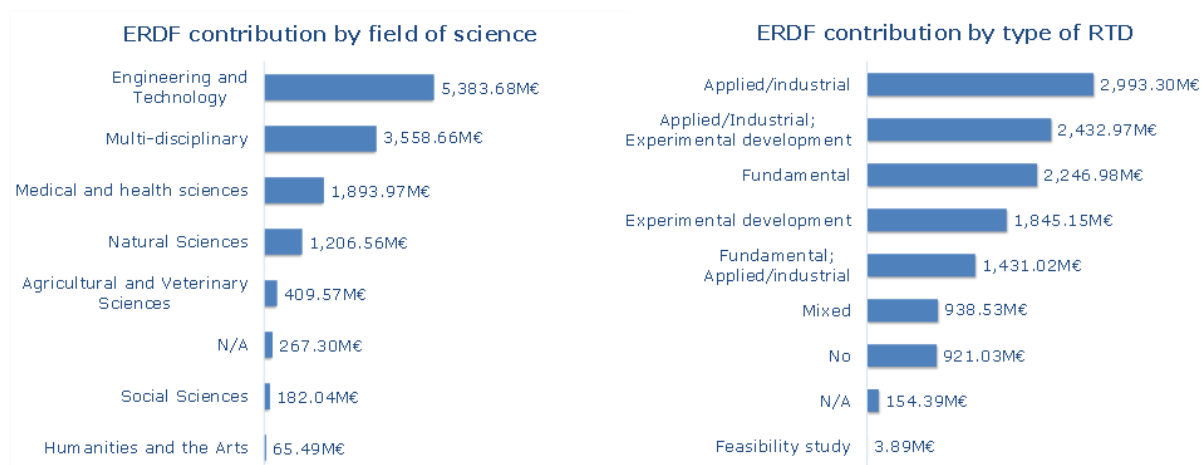 ERDF contribution by field of science
Engineering and
Technology
5,383.68M€
Multi-disciplinary
3,558.66M€
Medical and health sciences
1,893.97M€
Natural Sciences
1,206.56M€
Agricultural and Veterinary
Sciences
409.57M€
N/A
267.30M€
Social Sciences
182.04M€
Humanities and the Arts
65.49M€
ERDF contribution by type of RTD
Applied/industrial
2,993.30M€
Applied/Industrial;
Experimental development
2,432.97M€
Fundamental
2,246.98M€
Experimental development
1,845.15M€
Fundamental;
Applied/industrial
1,431.02M€
Mixed
938.53M€
No
921.03M€
N/A
154.39M€
Feasibility study
3.89M€